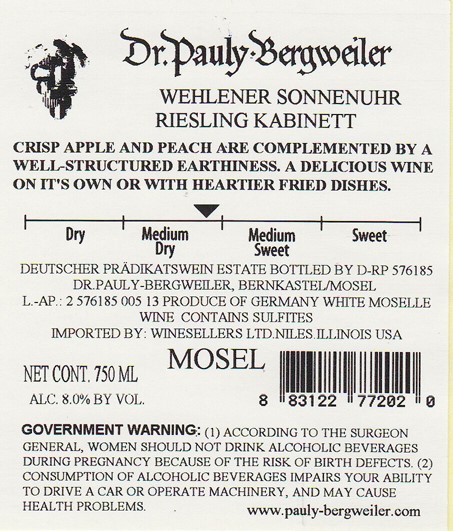 Dr. Pauly·Bergweiler
WEHLENER SONNENUHR
RIESLING KABINETT
CRISP APPLE AND PEACH ARE COMPLEMENTED BY A
WELL-STRUCTURED EARTHINESS. A DELICIOUS WINE
ON IT'S OWN OR WITH HEARTIER FRIED DISHES.
Dry Medium Dry Medium Sweet Sweet
DEUTSCHER PRÄDIKATSWEIN ESTATE BOTTLED BY D-RP 576185
DR.PAULY-BERGWEILER, BERNKASTEL/MOSEL
L.-AP.: 2 576185 005 13 PRODUCE OF GERMANY WHITE MOSELLE
WINE CONTAINS SULFITES
IMPORTED BY: WINESELLERS LTD.NILES.ILLINOIS USA
MOSEL
NET CONT. 750 ML
ALC. 8.0% BY VOL.
8 83122 77202 0
GOVERNMENT WARNING: (1) ACCORDING TO THE SURGEON
GENERAL, WOMEN SHOULD NOT DRINK ALCOHOLIC BEVERAGES
DURING PREGNANCY BECAUSE OF THE RISK OF BIRTH DEFECTS. (2)
CONSUMPTION OF ALCOHOLIC BEVERAGES IMPAIRS YOUR ABILITY
TO DRIVE A CAR OR OPERATE MACHINERY, AND MAY CAUSE
HEALTH PROBLEMS.
www.pauly-bergweiler.com